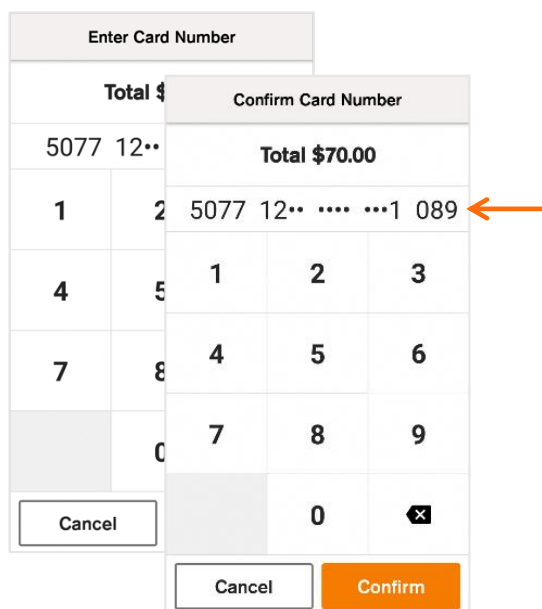 Enter Card Number
Total $
5077 12••
1 2
4 5
7 8
0
Cancel
Confirm Card Number
Total $70.00
5077 12•• •••• •••1 089
1 2 3
4 5 6
7 8 9
0
Cancel Confirm